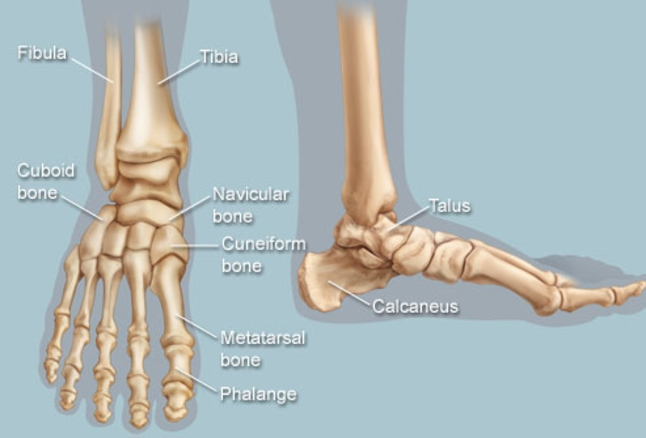 Fibula
Tibia
Cuboid
bone
Navicular
bone
Talus
Cuneiform
bone
Calcaneus
Metatarsal
bone
Phalange